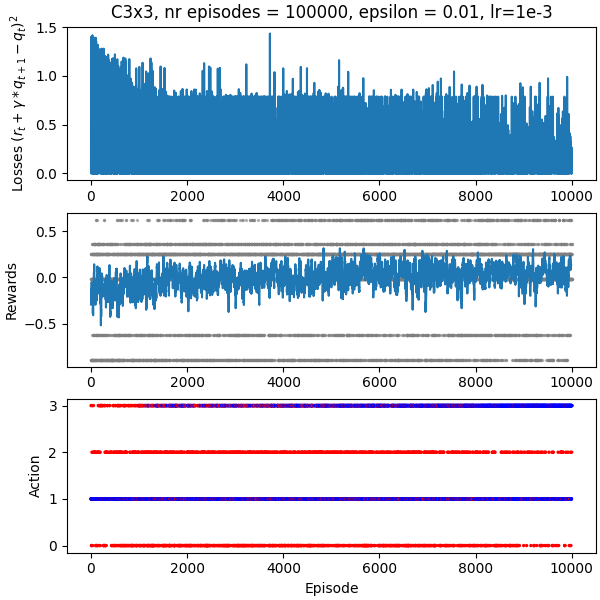 C3x3, nr episodes = 100000, epsilon = 0.01, lr=1e-3
Losses $(r_t + \gamma * q_{t+1} - q_t)^2$
1.5
1.0
0.5
0.0
0 2000 4000 6000 8000 10000
Rewards
0.5
0.0
−0.5
0 2000 4000 6000 8000 10000
Action
3
2
1
0
0 2000 4000 6000 8000 10000
Episode